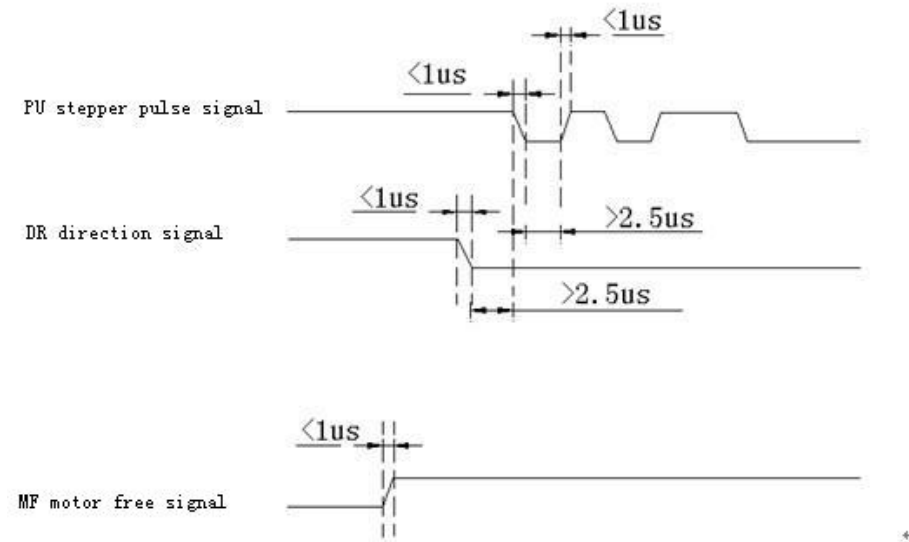 <1us
<1us
PU stepper pulse signal
<1us
>2.5us
DR direction signal
>2.5us
<1us
MF motor free signal